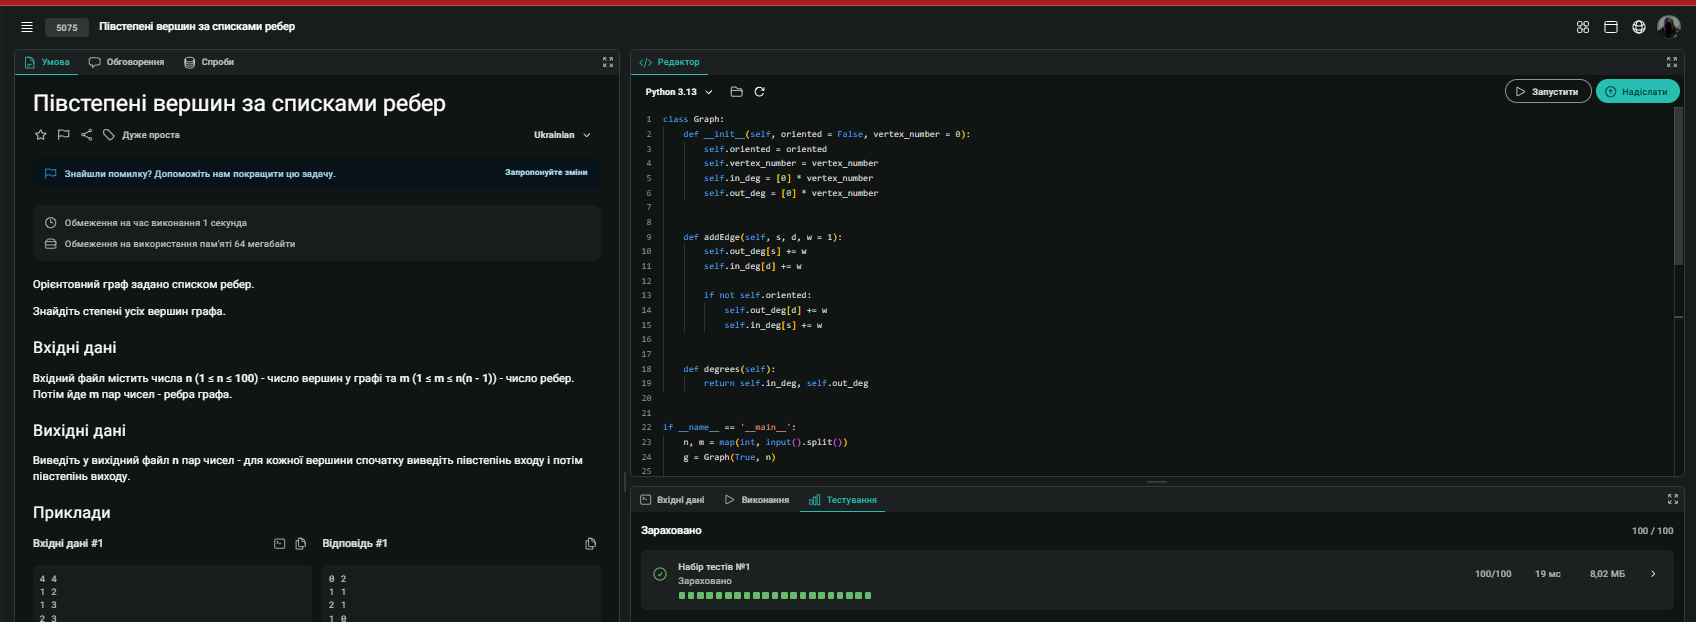 5075 Півстепені вершин за списками ребер
Умова Обговорення Спроби
Півстепені вершин за списками ребер
Дуже проста Ukrainian
Знайшли помилку? Допоможіть нам покращити цю задачу. Запропонуйте зміни
Обмеження на час виконання 1 секунда
Обмеження на використання пам'яті 64 мегабайти
Орієнтовний граф задано списком ребер.
Знайдіть степені усіх вершин графа.
Вхідні дані
Вхідний файл містить числа n (1 ≤ n ≤ 100) - число вершин у графі та m (1 ≤ m ≤ n(n - 1)) - число ребер.
Потім йде m пар чисел - ребра графа.
Вихідні дані
Виведіть у вихідний файл n пар чисел - для кожної вершини спочатку виведіть півстепінь входу і потім
півстепінь виходу.
Приклади
Вхідні дані #1 Відповідь #1
4 4
1 2
1 3
2 3
0 2
1 1
2 1
1 0
Редактор
Python 3.13 Запустити Надіслати
1 class Graph:
2 def __init__(self, oriented = False, vertex_number = 0):
3 self.oriented = oriented
4 self.vertex_number = vertex_number
5 self.in_deg = [0] * vertex_number
6 self.out_deg = [0] * vertex_number
7
8
9 def addEdge(self, s, d, w = 1):
10 self.out_deg[s] += w
11 self.in_deg[d] += w
12
13 if not self.oriented:
14 self.out_deg[d] += w
15 self.in_deg[s] += w
16
17
18 def degrees(self):
19 return self.in_deg, self.out_deg
20
21
22 if __name__ == '__main__':
23 n, m = map(int, input().split())
24 g = Graph(True, n)
25
Вхідні дані Виконання Тестування
Зараховано 100 / 100
Набір тестів №1
Зараховано
100/100 19 мс 8,02 МБ